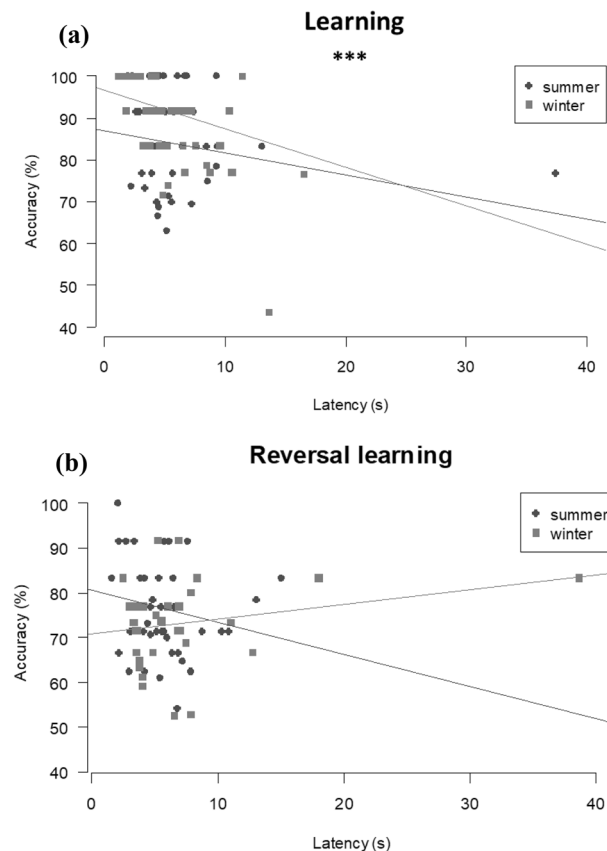 (a)
Learning
***
summer
winter
100
90
80
70
60
50
40
Accuracy (%)
0 10 20 30 40
Latency (s)
(b)
Reversal learning
summer
winter
100
90
80
70
60
50
40
Accuracy (%)
0 10 20 30 40
Latency (s)